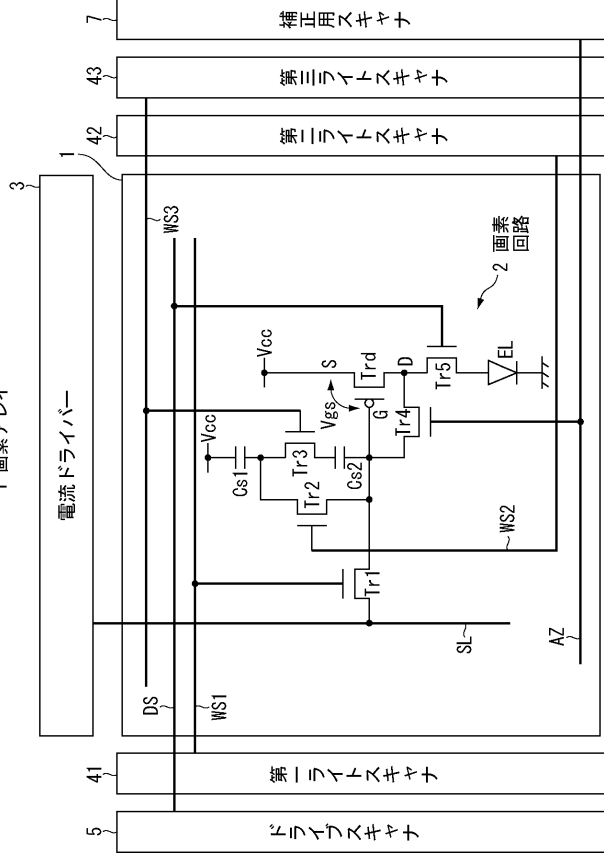 7
補正用スキャナ
43
第三ライトスキャナ
42
第二ライトスキャナ
1
3
電流ドライバー
1 画素アレイ
WS3
2
画素
回路
Vcc
S
Trd
D
Vgs
G
Tr5
EL
Tr4
Vcc
Cs1
Tr3
Cs2
Tr2
Tr1
WS2
SL
AZ
DS
WS1
41
第一ライトスキャナ
5
ドライブスキャナ